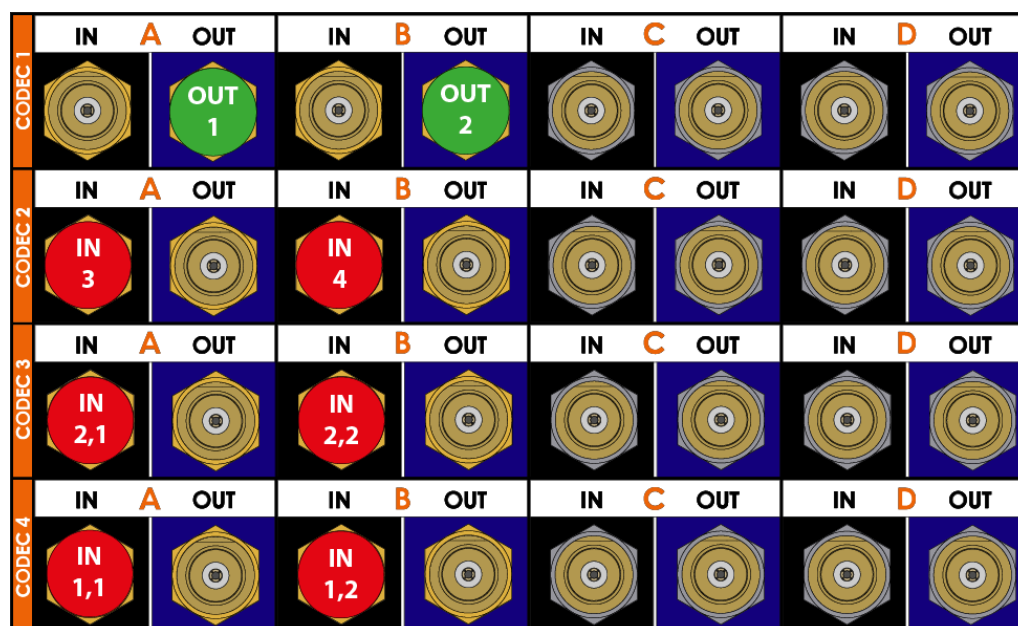 CODEC 1
IN A OUT IN B OUT IN C OUT IN D OUT
OUT
1
OUT
2
CODEC 2
IN A OUT IN B OUT IN C OUT IN D OUT
IN
3
IN
4
CODEC 3
IN A OUT IN B OUT IN C OUT IN D OUT
IN
2,1
IN
2,2
CODEC 4
IN A OUT IN B OUT IN C OUT IN D OUT
IN
1,1
IN
1,2